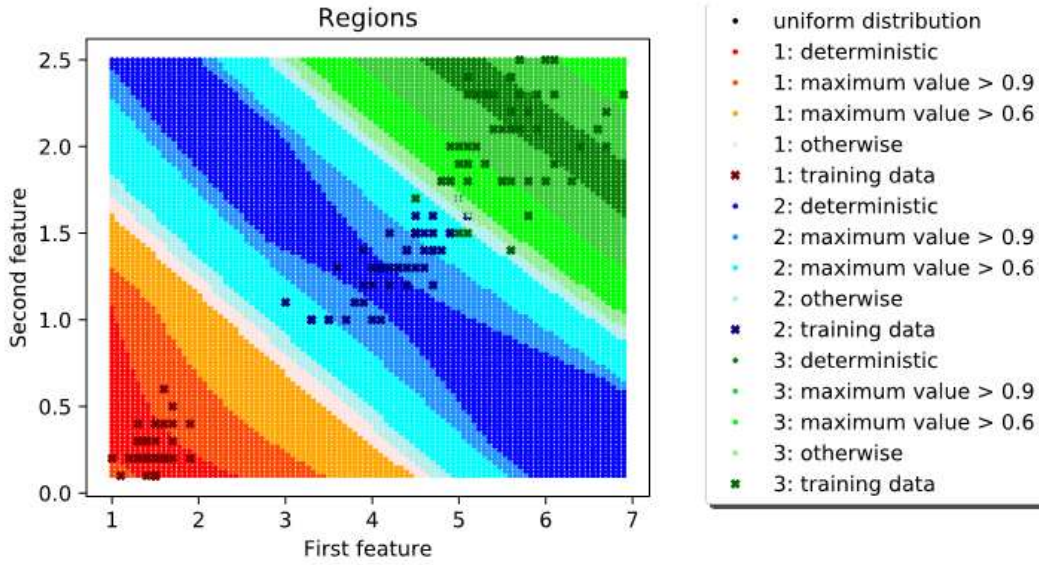 Regions
2.5
2.0
1.5
1.0
0.5
0.0
Second feature
1 2 3 4 5 6 7
First feature
uniform distribution
1: deterministic
1: maximum value > 0.9
1: maximum value > 0.6
1: otherwise
1: training data
2: deterministic
2: maximum value > 0.9
2: maximum value > 0.6
2: otherwise
2: training data
3: deterministic
3: maximum value > 0.9
3: maximum value > 0.6
3: otherwise
3: training data